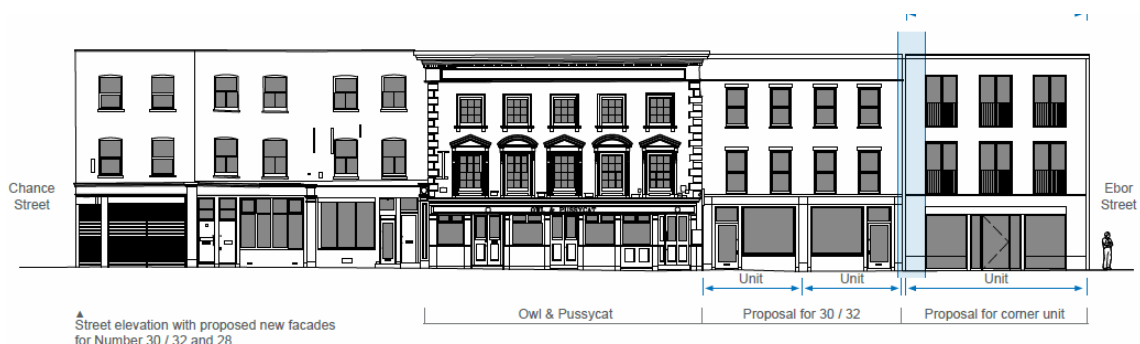 OWL & PUSSYCAT
Chance
Street
Ebor
Street
Unit
Unit
Unit
Owl & Pussycat
Proposal for 30 / 32
Proposal for corner unit
Street elevation with proposed new facades
for Number 30 / 32 and 28